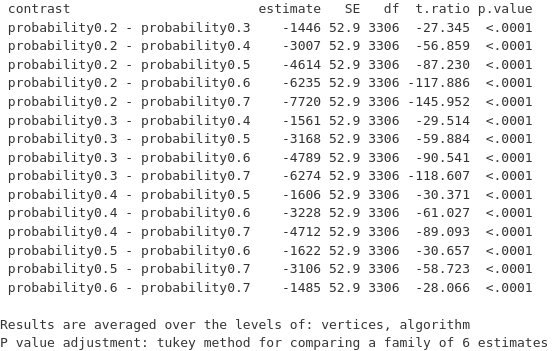 contrast estimate SE df t.ratio p.value
probability0.2 - probability0.3 -1446 52.9 3306 -27.345 <.0001
probability0.2 - probability0.4 -3007 52.9 3306 -56.859 <.0001
probability0.2 - probability0.5 -4614 52.9 3306 -87.230 <.0001
probability0.2 - probability0.6 -6235 52.9 3306 -117.886 <.0001
probability0.2 - probability0.7 -7720 52.9 3306 -145.952 <.0001
probability0.3 - probability0.4 -1561 52.9 3306 -29.514 <.0001
probability0.3 - probability0.5 -3168 52.9 3306 -59.884 <.0001
probability0.3 - probability0.6 -4789 52.9 3306 -90.541 <.0001
probability0.3 - probability0.7 -6274 52.9 3306 -118.607 <.0001
probability0.4 - probability0.5 -1606 52.9 3306 -30.371 <.0001
probability0.4 - probability0.6 -3228 52.9 3306 -61.027 <.0001
probability0.4 - probability0.7 -4712 52.9 3306 -89.093 <.0001
probability0.5 - probability0.6 -1622 52.9 3306 -30.657 <.0001
probability0.5 - probability0.7 -3106 52.9 3306 -58.723 <.0001
probability0.6 - probability0.7 -1485 52.9 3306 -28.066 <.0001
Results are averaged over the levels of: vertices, algorithm
P value adjustment: tukey method for comparing a family of 6 estimates